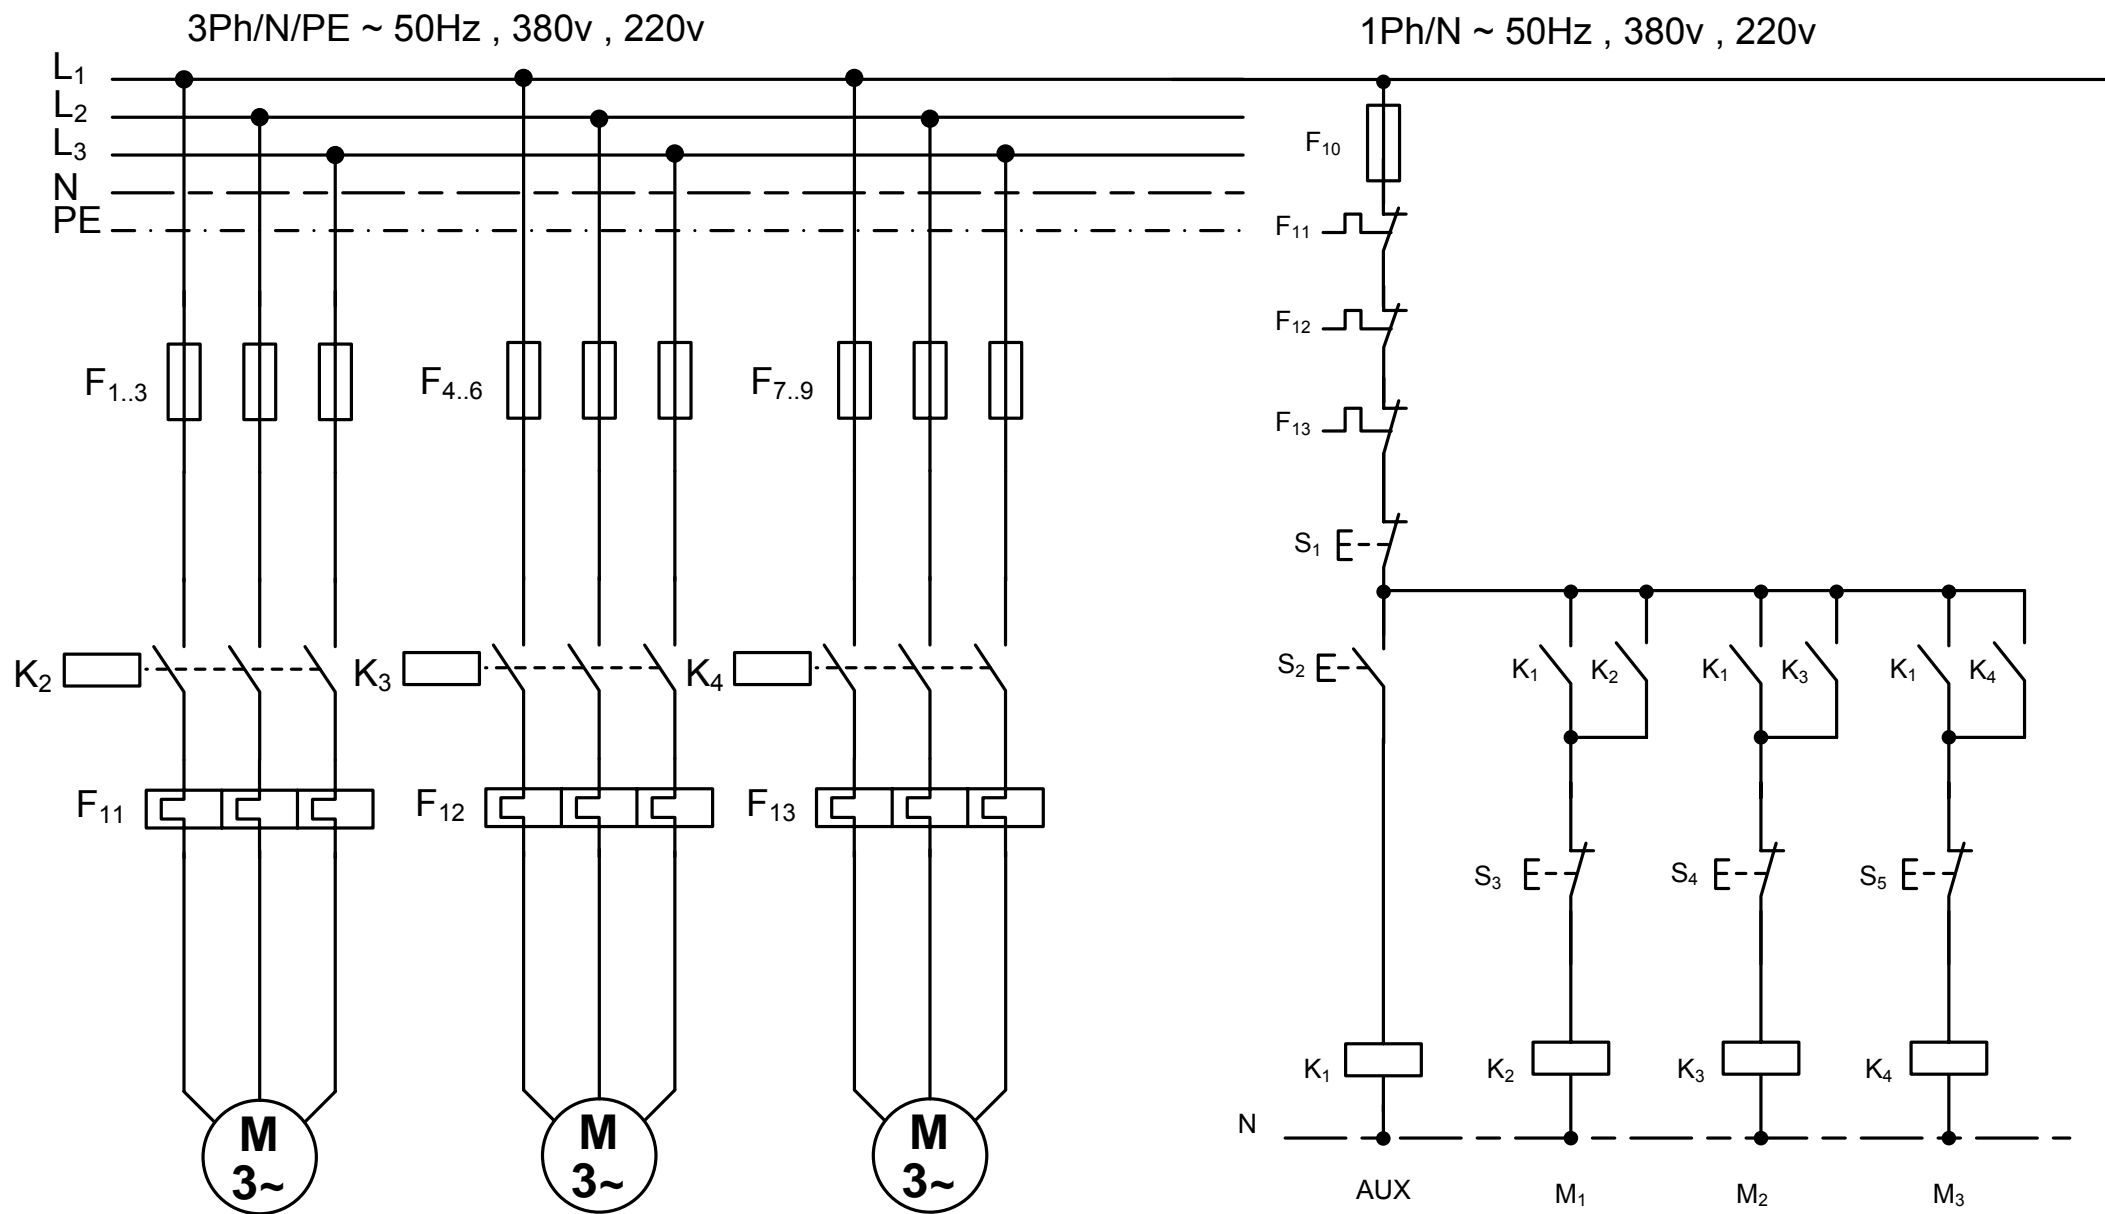 3Ph/N/PE ~ 50Hz , 380v , 220v
1Ph/N ~ 50Hz , 380v , 220v
L1
L2
L3
N
PE
F10
F11
F12
F13
F1..3
F4..6
F7..9
S1
K2
K3
K4
S2
K1
K2
K1
K3
K1
K4
F11
F12
F13
S3
S4
S5
K1
K2
K3
K4
N
M
3~
M
3~
M
3~
AUX
M1
M2
M3